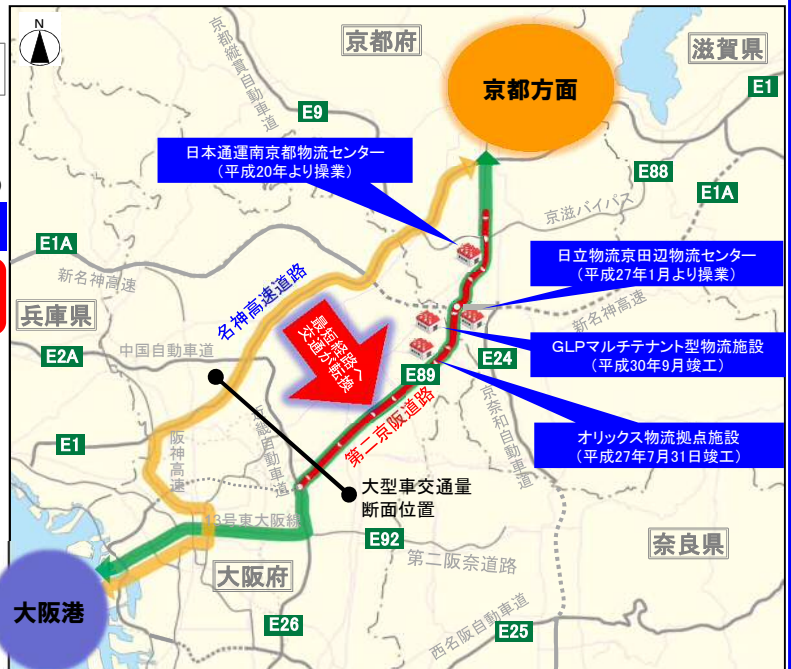 N
京都府
滋賀県
京都縦貫自動車道
京都方面
E1
E9
日本通運南京都物流センター
(平成20年より操業)
E88
E1A
京滋バイパス
E1A
新名神高速
日立物流京田辺物流センター
(平成27年1月より操業)
名神高速道路
兵庫県
最短経路へ
交通が転換
新名神高速
中国自動車道
E2A
E24
GLPマルチテナント型物流施設
(平成30年9月竣工)
E89
京奈和自動車道
第二京阪道路
近畿自動車道
阪神高速
E1
オリックス物流拠点施設
(平成27年7月31日竣工)
大型車交通量
断面位置
13号東大阪線
E92
第二阪奈道路
奈良県
大阪府
大阪港
E26
西名阪自動車道
E25